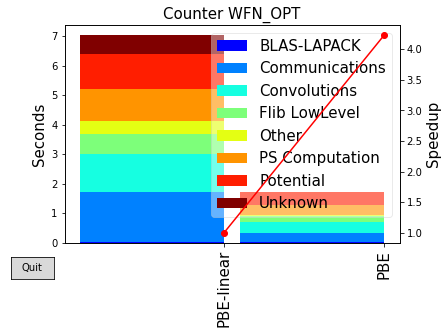 Counter WFN_OPT
Seconds
7
6
5
4
3
2
1
0
BLAS-LAPACK
Communications
Convolutions
Flib LowLevel
Other
PS Computation
Potential
Unknown
4.0
3.5
3.0
2.5
2.0
1.5
1.0
Speedup
PBE-linear
PBE
Quit